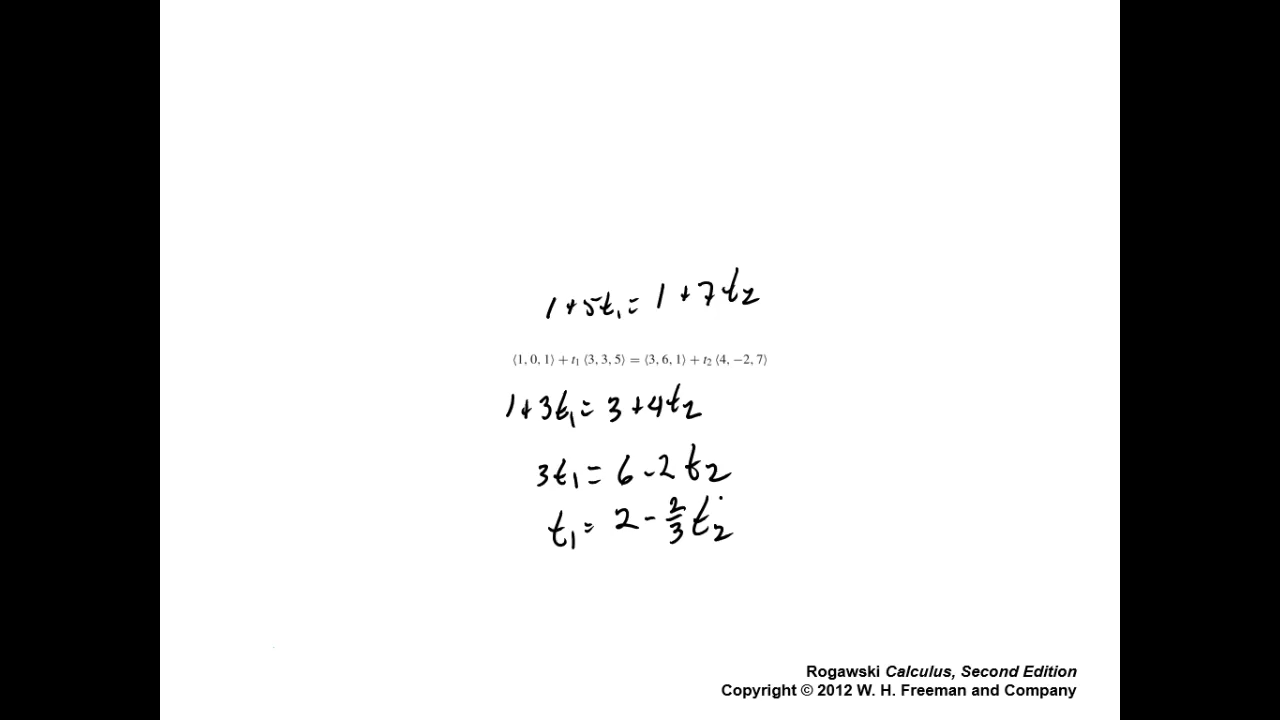 1+5t₁ = 1+7t₂
⟨1, 0, 1⟩ + t₁ ⟨3, 3, 5⟩ = ⟨3, 6, 1⟩ + t₂ ⟨4, −2, 7⟩
1+3t₁ = 3+4t₂
3t₁ = 6-2t₂
t₁ = 2 - 2/3 t₂
Rogawski Calculus, Second Edition
Copyright © 2012 W. H. Freeman and Company